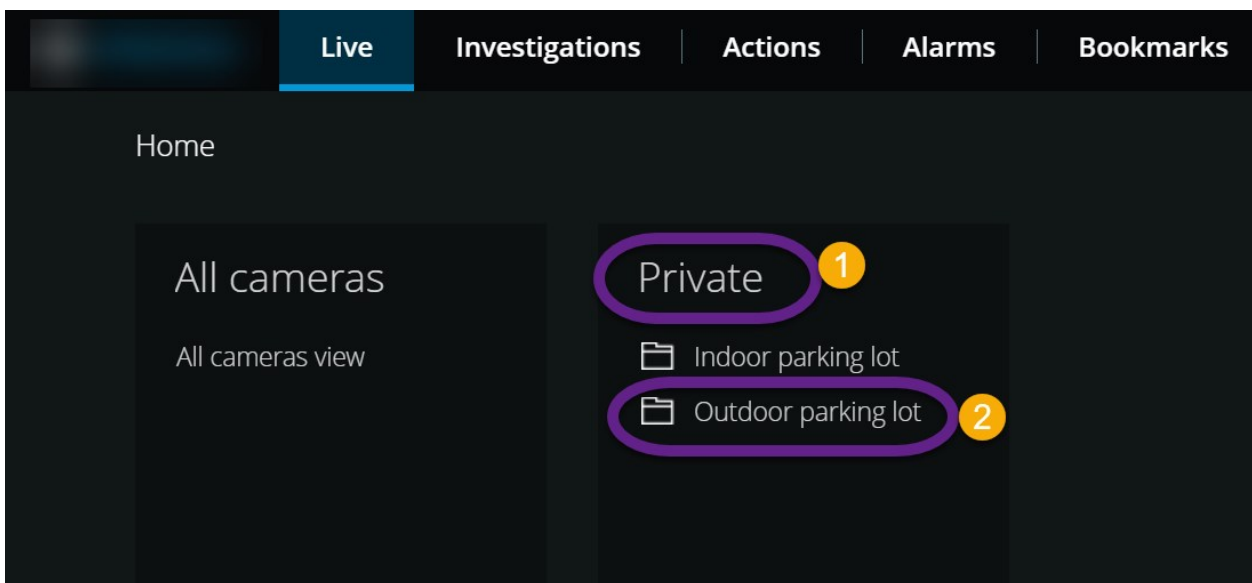 Live Investigations Actions Alarms Bookmarks
Home
All cameras
Private 1
All cameras view
Indoor parking lot
Outdoor parking lot 2